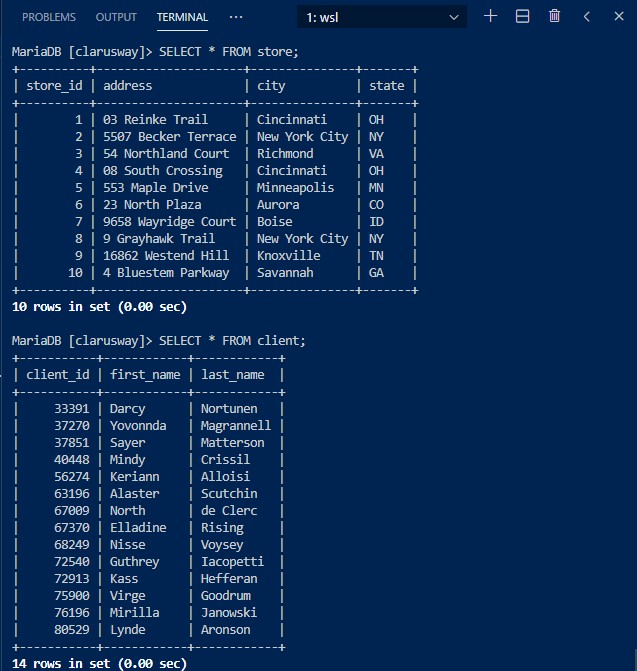 PROBLEMS OUTPUT TERMINAL ··· 1: wsl
MariaDB [clarusway]> SELECT * FROM store;
+----------+----------------------+---------------+-------+
| store_id | address              | city          | state |
+----------+----------------------+---------------+-------+
|        1 | 03 Reinke Trail      | Cincinnati    | OH    |
|        2 | 5507 Becker Terrace  | New York City | NY    |
|        3 | 54 Northland Court   | Richmond      | VA    |
|        4 | 08 South Crossing    | Cincinnati    | OH    |
|        5 | 553 Maple Drive      | Minneapolis   | MN    |
|        6 | 23 North Plaza       | Aurora        | CO    |
|        7 | 9658 Wayridge Court  | Boise         | ID    |
|        8 | 9 Grayhawk Trail     | New York City | NY    |
|        9 | 16862 Westend Hill   | Knoxville     | TN    |
|       10 | 4 Bluestem Parkway   | Savannah      | GA    |
+----------+----------------------+---------------+-------+
10 rows in set (0.00 sec)
MariaDB [clarusway]> SELECT * FROM client;
+-----------+------------+------------+
| client_id | first_name | last_name  |
+-----------+------------+------------+
|     33391 | Darcy      | Nortunen   |
|     37270 | Yovonnda   | Magrannell |
|     37851 | Sayer      | Matterson  |
|     40448 | Mindy      | Crissil    |
|     56274 | Keriann    | Alloisi    |
|     63196 | Alaster    | Scutchin   |
|     67009 | North      | de Clerc   |
|     67370 | Elladine   | Rising     |
|     68249 | Nisse      | Voysey     |
|     72540 | Guthrey    | Iacopetti  |
|     72913 | Kass       | Hefferan   |
|     75900 | Virge      | Goodrum    |
|     76196 | Mirilla    | Janowski   |
|     80529 | Lynde      | Aronson    |
+-----------+------------+------------+
14 rows in set (0.00 sec)